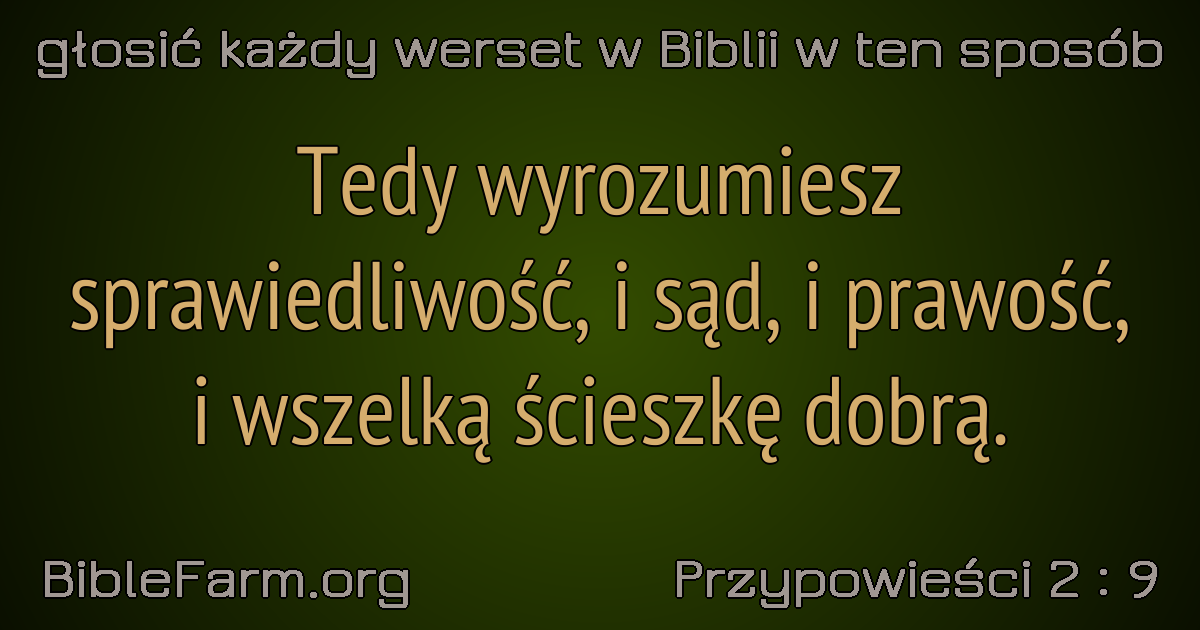 głosić każdy werset w Biblii w ten sposób
Tedy wyrozumiesz
sprawiedliwość, i sąd, i prawość,
i wszelką ścieszkę dobrą.
BibleFarm.org
Przypowieści 2 : 9